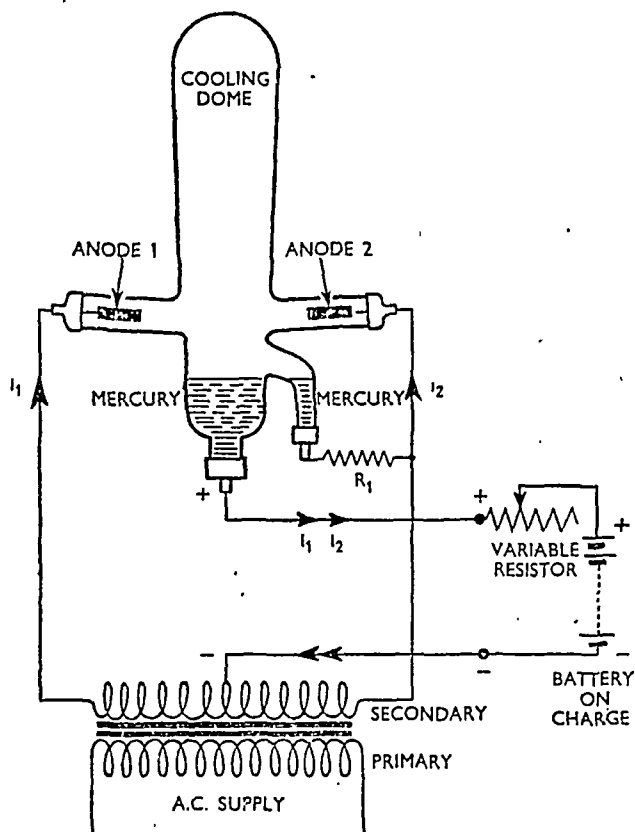 COOLING
DOME
ANODE 1
ANODE 2
I1
MERCURY
MERCURY
I2
R1
+
I1 I2
+
+
VARIABLE
RESISTOR
–
–
–
BATTERY
ON
CHARGE
SECONDARY
PRIMARY
A.C. SUPPLY